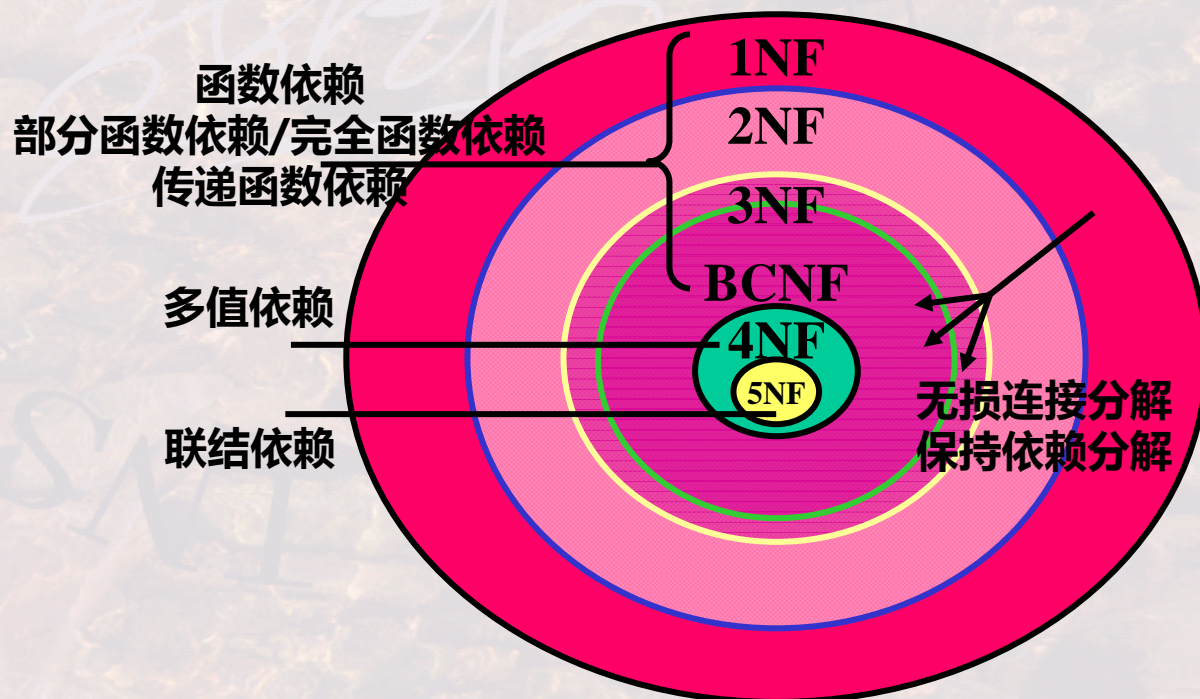 函数依赖
部分函数依赖/完全函数依赖
传递函数依赖
多值依赖
联结依赖
1NF
2NF
3NF
BCNF
4NF
5NF
无损连接分解
保持依赖分解